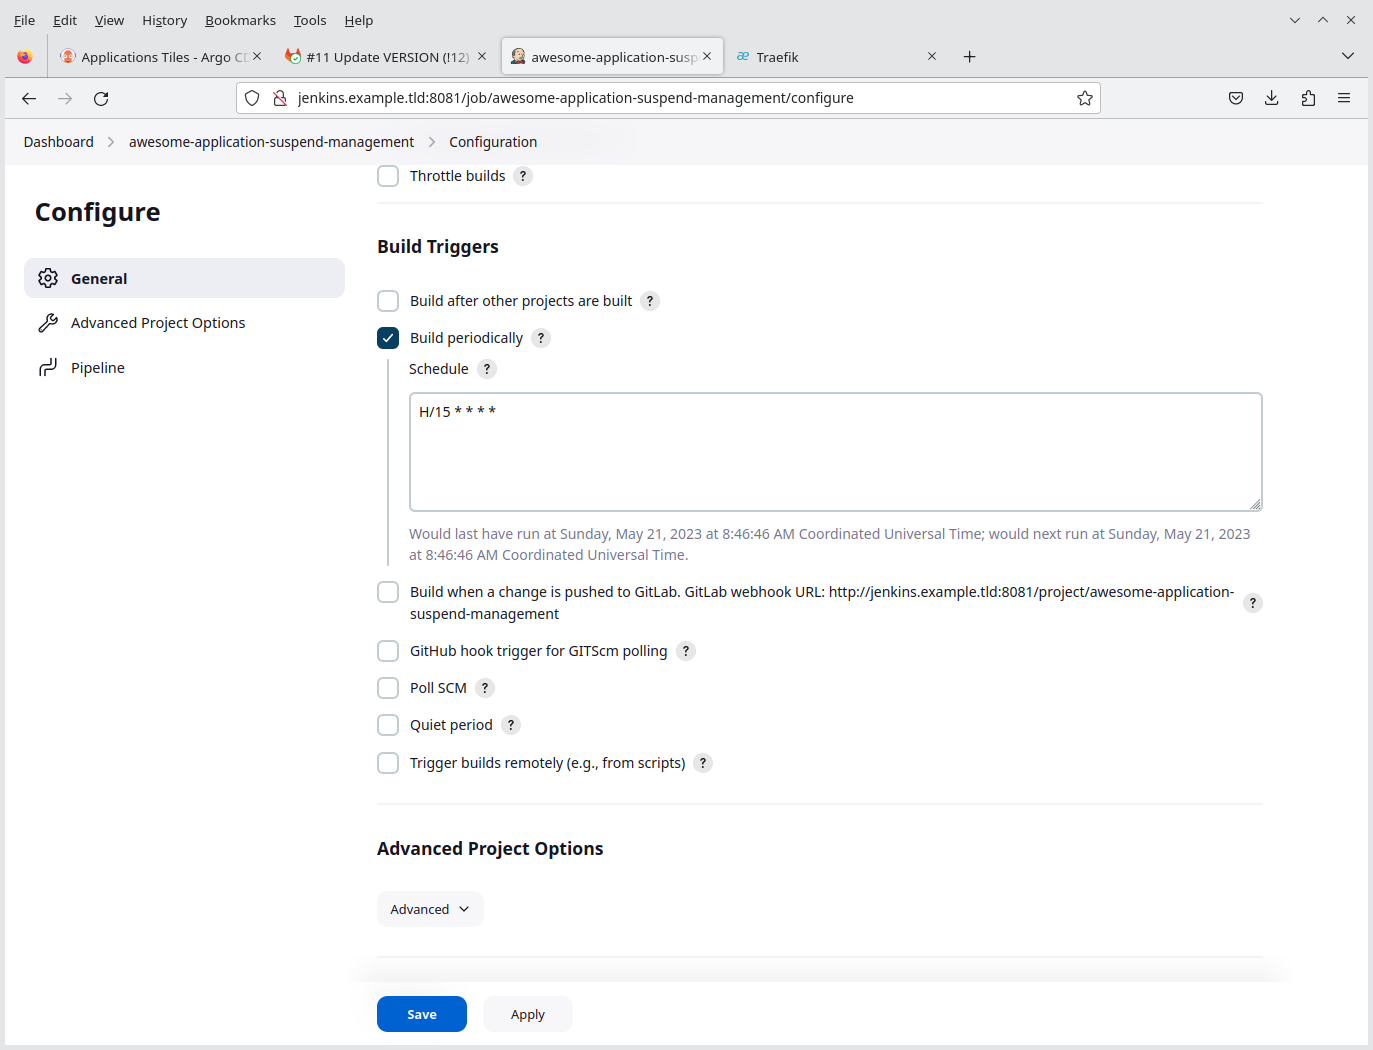 File Edit View History Bookmarks Tools Help
Applications Tiles - Argo CD
#11 Update VERSION (!12)
awesome-application-susp
Traefik
jenkins.example.tld:8081/job/awesome-application-suspend-management/configure
Dashboard > awesome-application-suspend-management > Configuration
Configure
General
Advanced Project Options
Pipeline
Throttle builds ?
Build Triggers
Build after other projects are built ?
Build periodically ?
Schedule ?
H/15 * * * *
Would last have run at Sunday, May 21, 2023 at 8:46:46 AM Coordinated Universal Time; would next run at Sunday, May 21, 2023
at 8:46:46 AM Coordinated Universal Time.
Build when a change is pushed to GitLab. GitLab webhook URL: http://jenkins.example.tld:8081/project/awesome-application-
suspend-management ?
GitHub hook trigger for GITScm polling ?
Poll SCM ?
Quiet period ?
Trigger builds remotely (e.g., from scripts) ?
Advanced Project Options
Advanced
Save
Apply